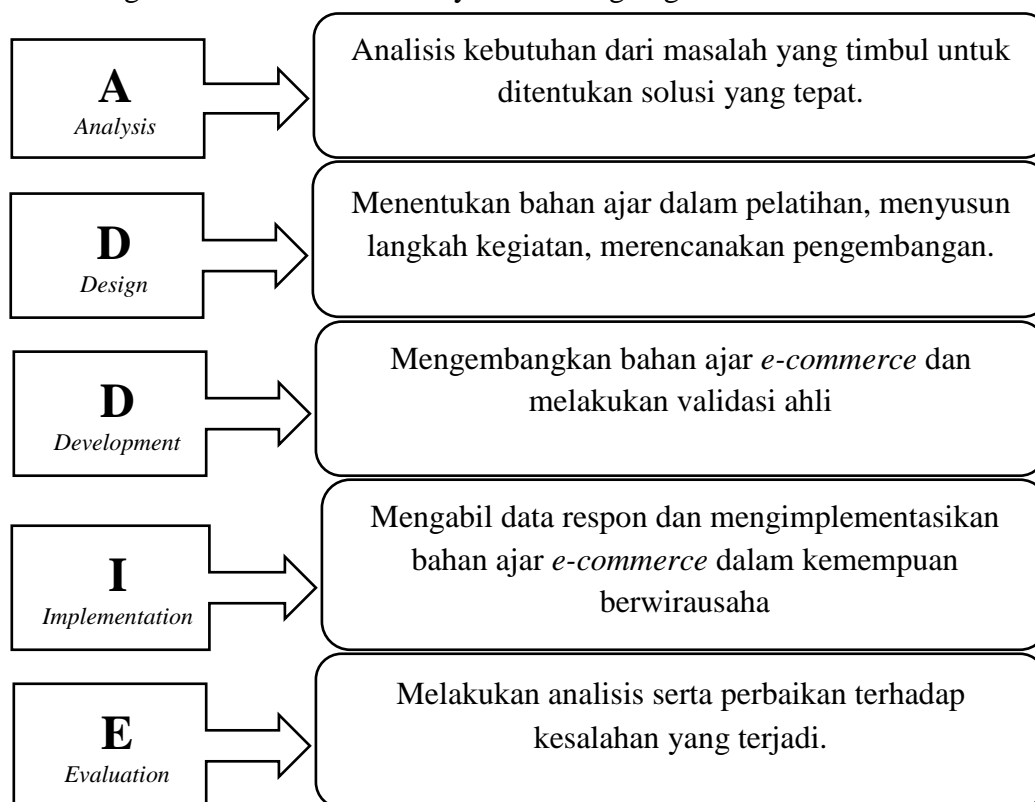 A
Analysis
Analisis kebutuhan dari masalah yang timbul untuk
ditentukan solusi yang tepat.
D
Design
Menentukan bahan ajar dalam pelatihan, menyusun
langkah kegiatan, merencanakan pengembangan.
D
Development
Mengembangkan bahan ajar e-commerce dan
melakukan validasi ahli
I
Implementation
Mengabil data respon dan mengimplementasikan
bahan ajar e-commerce dalam kemempuan
berwirausaha
E
Evaluation
Melakukan analisis serta perbaikan terhadap
kesalahan yang terjadi.